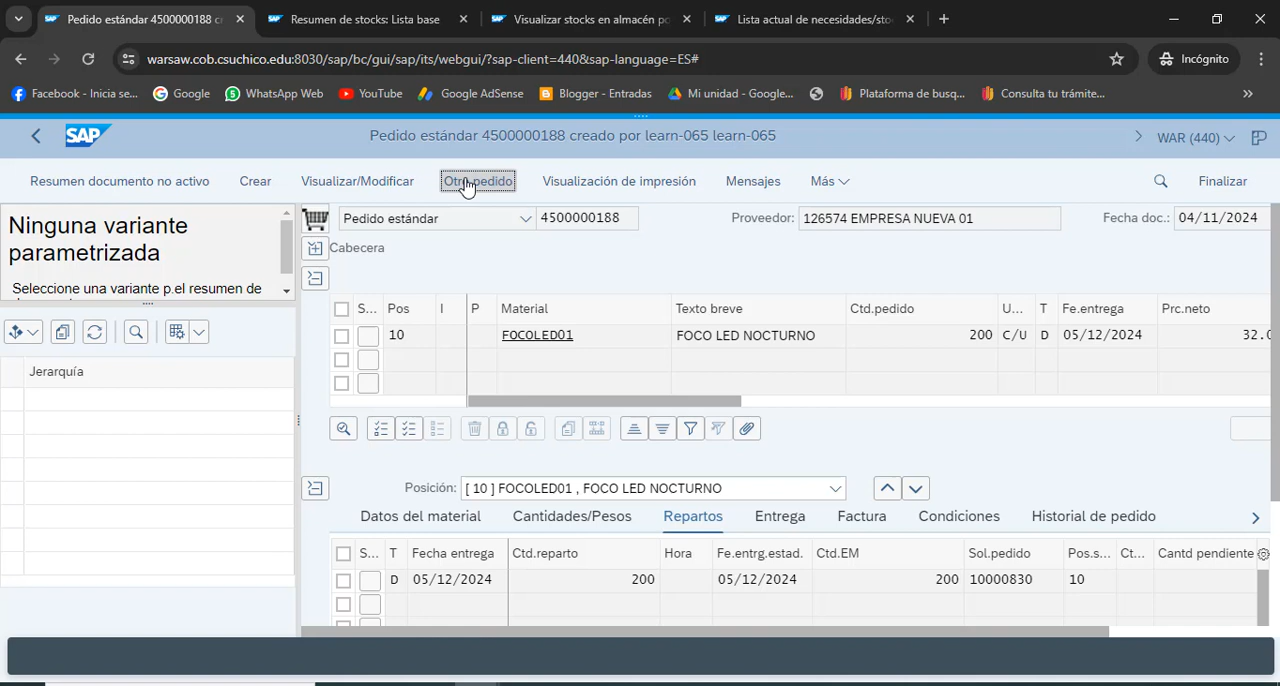 Pedido estándar 4500000188 cr
Resumen de stocks: Lista base
Visualizar stocks en almacén po
Lista actual de necesidades/stoc
warsaw.cob.csuchico.edu:8030/sap/bc/gui/sap/its/webgui/?sap-client=440&sap-language=ES#
Incógnito
Facebook - Inicia se...
Google
WhatsApp Web
YouTube
Google AdSense
Blogger - Entradas
Mi unidad - Google...
Plataforma de busq...
Consulta tu trámite...
SAP
Pedido estándar 4500000188 creado por learn-065 learn-065
WAR (440)
Resumen documento no activo
Crear
Visualizar/Modificar
Otro pedido
Visualización de impresión
Mensajes
Más
Finalizar
Ninguna variante
parametrizada
Seleccione una variante p.el resumen de
Jerarquía
Pedido estándar
4500000188
Proveedor:
126574 EMPRESA NUEVA 01
Fecha doc.:
04/11/2024
Cabecera
S... Pos I P Material Texto breve Ctd.pedido U... T Fe.entrega Prc.neto
10 FOCOLED01 FOCO LED NOCTURNO 200 C/U D 05/12/2024 32.0
Posición: [ 10 ] FOCOLED01 , FOCO LED NOCTURNO
Datos del material
Cantidades/Pesos
Repartos
Entrega
Factura
Condiciones
Historial de pedido
S... T Fecha entrega Ctd.reparto Hora Fe.entrg.estad. Ctd.EM Sol.pedido Pos.s... Ct... Cantd pendiente
D 05/12/2024 200 05/12/2024 200 10000830 10